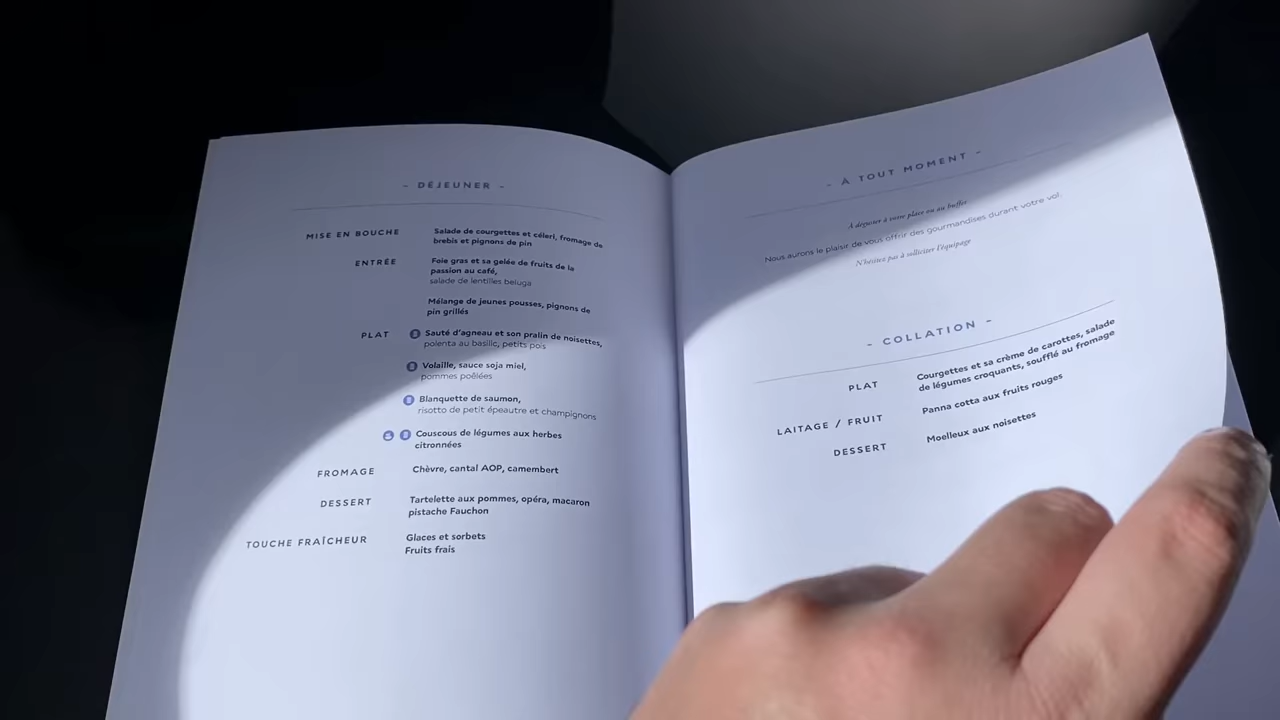 - DÉJEUNER -
MISE EN BOUCHE
Salade de courgettes et céleri, fromage de
brebis et pignons de pin
ENTRÉE
Foie gras et sa gelée de fruits de la
passion au café,
salade de lentilles beluga
Mélange de jeunes pousses, pignons de
pin grillés
PLAT
Sauté d'agneau et son pralin de noisettes,
polenta au basilic, petits pois
Volaille, sauce soja miel,
pommes poêlées
Blanquette de saumon,
risotto de petit épeautre et champignons
Couscous de légumes aux herbes
citronnées
FROMAGE
Chèvre, cantal AOP, camembert
DESSERT
Tartelette aux pommes, opéra, macaron
pistache Fauchon
TOUCHE FRAÎCHEUR
Glaces et sorbets
Fruits frais
- À TOUT MOMENT -
À déguster à votre place ou au buffet
Nous aurons le plaisir de vous offrir des gourmandises durant votre vol.
N'hésitez pas à solliciter l'équipage
- COLLATION -
PLAT
Courgettes et sa crème de carottes, salade
de légumes croquants, soufflé au fromage
LAITAGE / FRUIT
Panna cotta aux fruits rouges
DESSERT
Moelleux aux noisettes